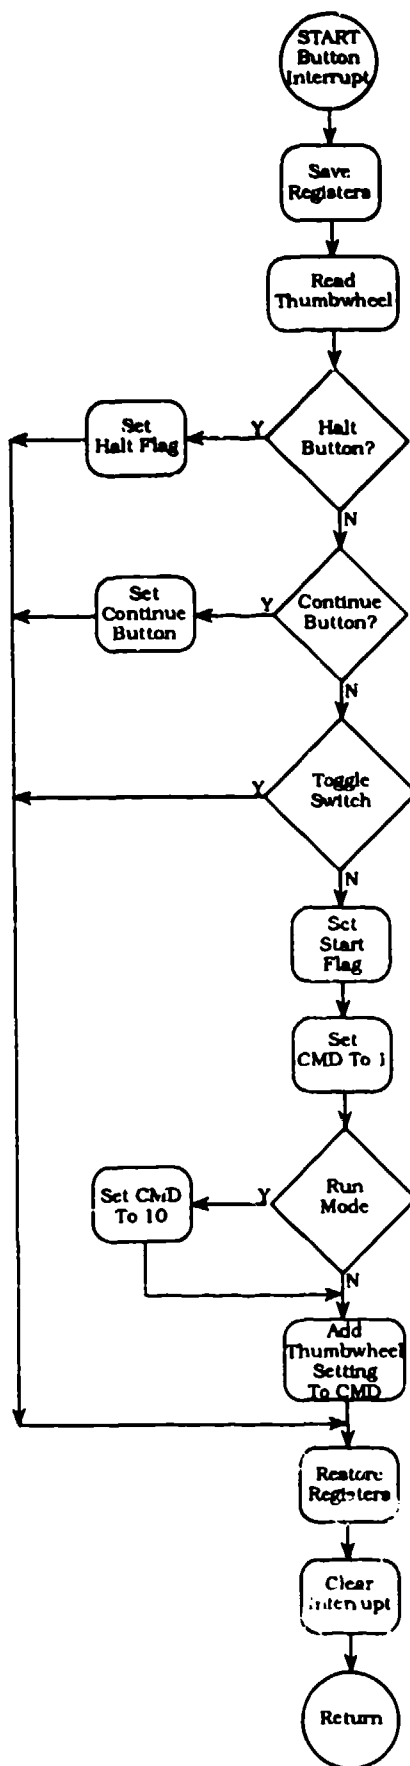 START
Button
Interrupt
Save
Registers
Read
Thumbwheel
Halt
Button?
Y
Set
Halt Flag
N
Continue
Button?
Y
Set
Continue
Button
N
Toggle
Switch
Y
N
Set
Start
Flag
Set
CMD To 1
Run
Mode
Y
Set CMD
To 10
N
Add
Thumbwheel
Setting
To CMD
Restore
Registers
Clear
Interrupt
Return